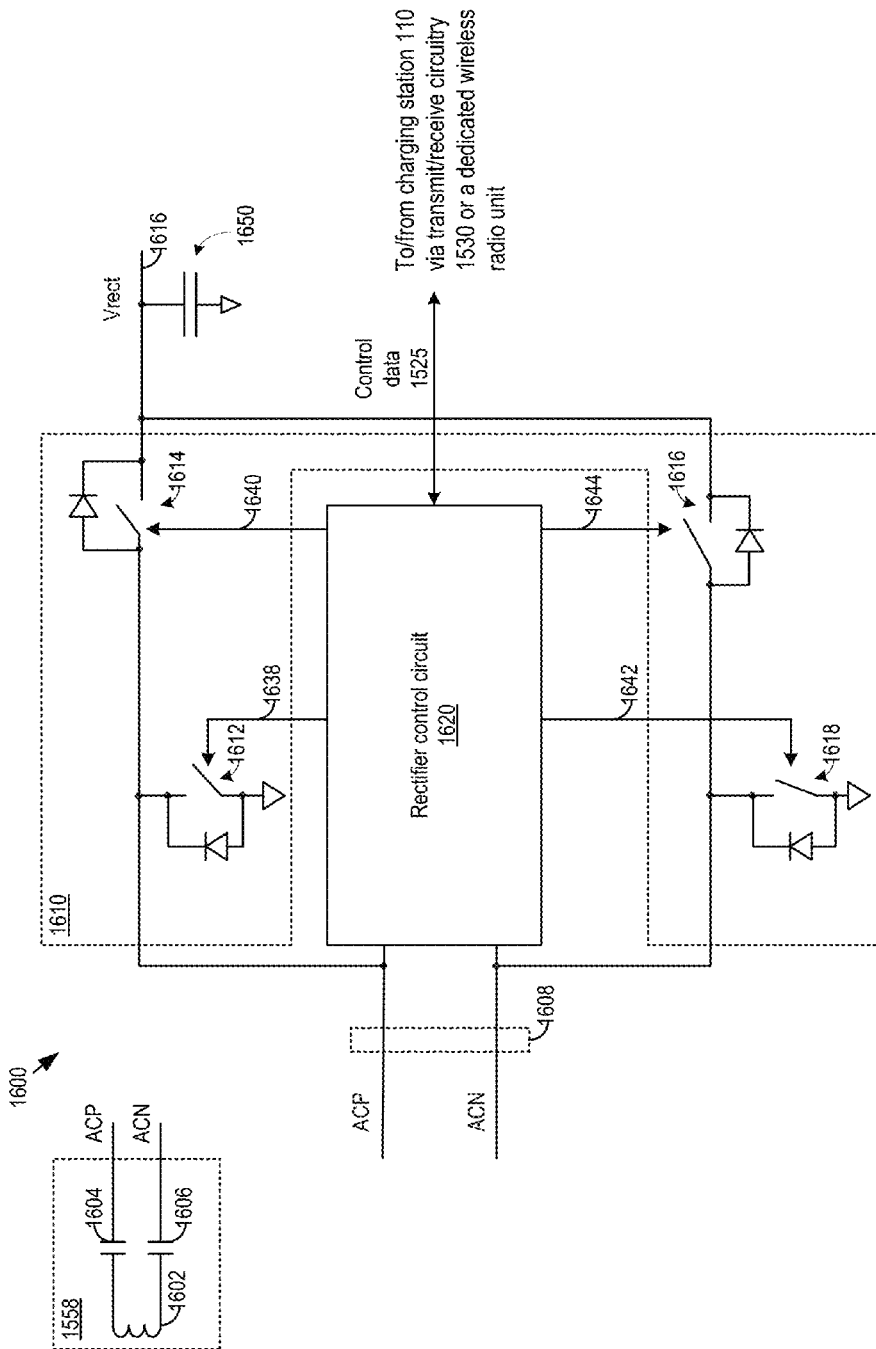 1600
1558
1604
1606
1602
ACP
ACN
ACP
ACN
1608
1610
1612
1638
1614
1640
Rectifier control circuit
1620
1642
1618
1644
1616
Vrect
1616
1650
Control
data
1525
To/from charging station 110
via transmit/receive circuitry
1530 or a dedicated wireless
radio unit